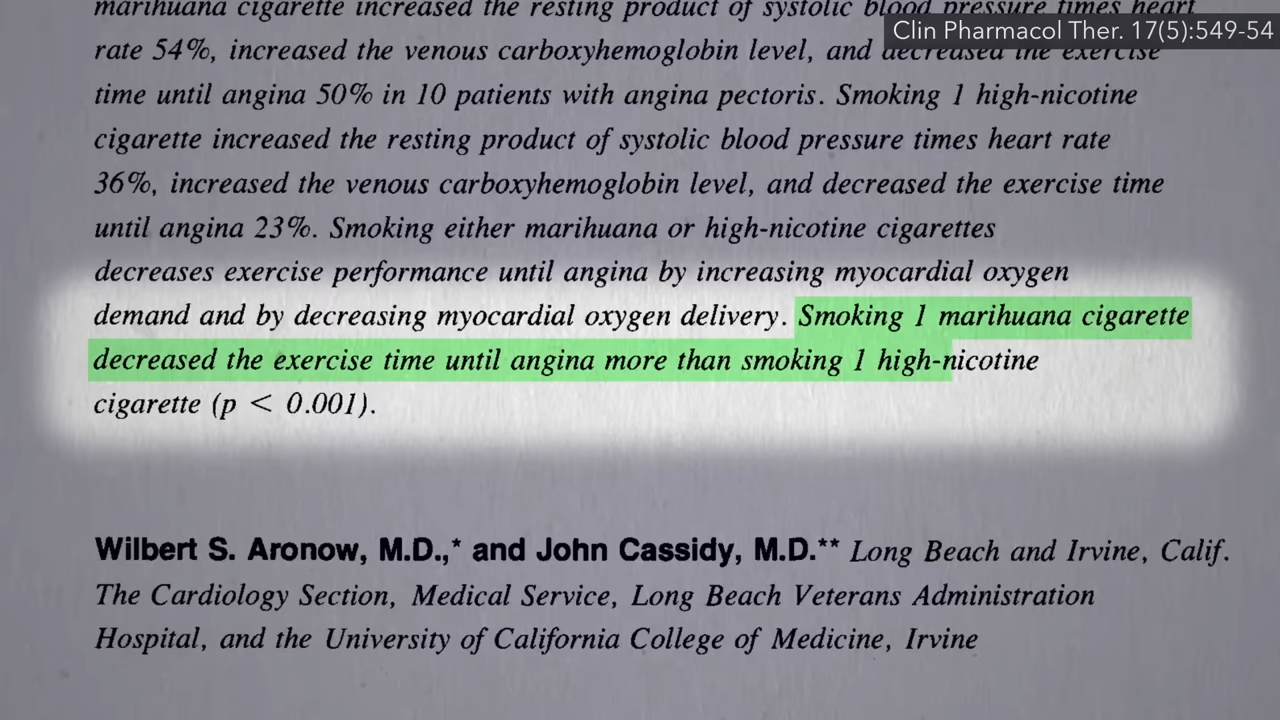 marihuana cigarette increased the resting product of systolic blood pressure times heart
Clin Pharmacol Ther. 17(5):549-54
rate 54%, increased the venous carboxyhemoglobin level, and decreased the exercise
time until angina 50% in 10 patients with angina pectoris. Smoking 1 high-nicotine
cigarette increased the resting product of systolic blood pressure times heart rate
36%, increased the venous carboxyhemoglobin level, and decreased the exercise time
until angina 23%. Smoking either marihuana or high-nicotine cigarettes
decreases exercise performance until angina by increasing myocardial oxygen
demand and by decreasing myocardial oxygen delivery. Smoking 1 marihuana cigarette
decreased the exercise time until angina more than smoking 1 high-nicotine
cigarette (p < 0.001).
Wilbert S. Aronow, M.D.,* and John Cassidy, M.D.** Long Beach and Irvine, Calif.
The Cardiology Section, Medical Service, Long Beach Veterans Administration
Hospital, and the University of California College of Medicine, Irvine